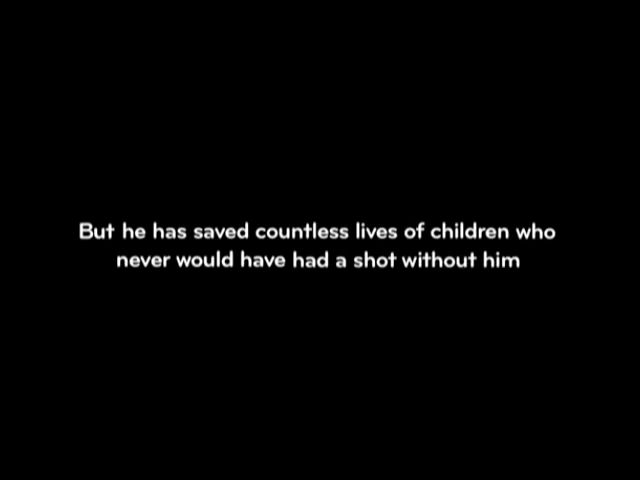 But he has saved countless lives of children who
never would have had a shot without him